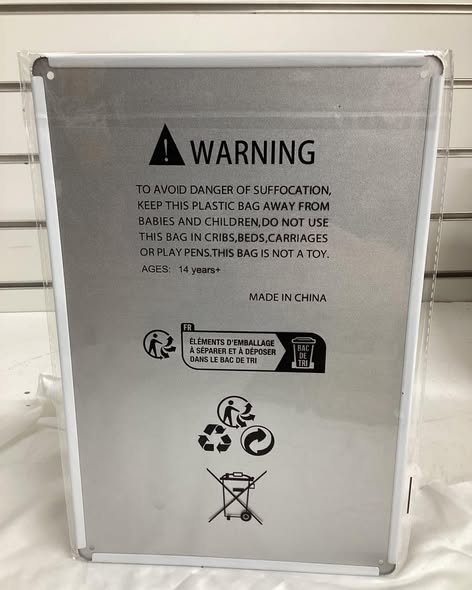 WARNING
TO AVOID DANGER OF SUFFOCATION,
KEEP THIS PLASTIC BAG AWAY FROM
BABIES AND CHILDREN,DO NOT USE
THIS BAG IN CRIBS,BEDS,CARRIAGES
OR PLAY PENS.THIS BAG IS NOT A TOY.
AGES: 14 years+
MADE IN CHINA
FR
ÉLÉMENTS D'EMBALLAGE
À SÉPARER ET À DÉPOSER
DANS LE BAC DE TRI
BAC
DE
TRI